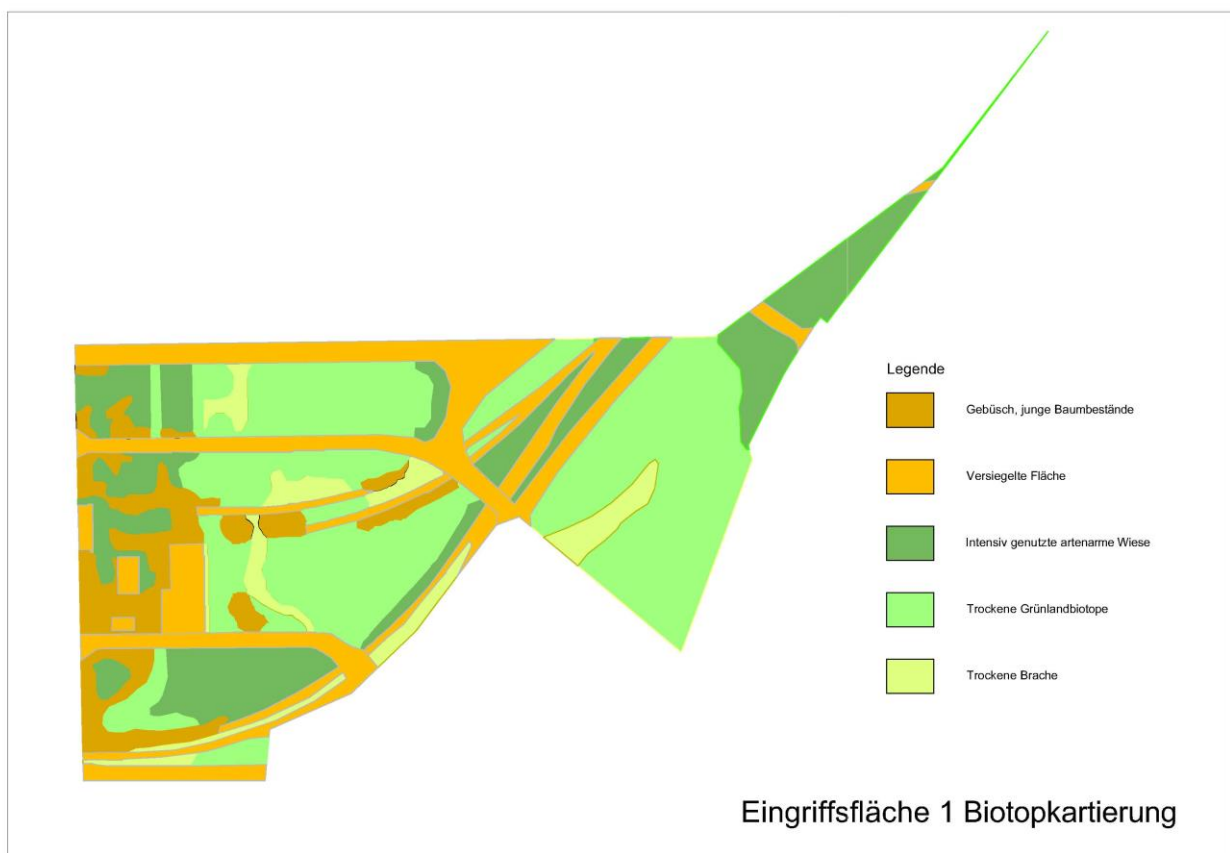 Legende
Gebüsch, junge Baumbestände
Versiegelte Fläche
Intensiv genutzte artenarme Wiese
Trockene Grünlandbiotope
Trockene Brache
Eingriffsfläche 1 Biotopkartierung